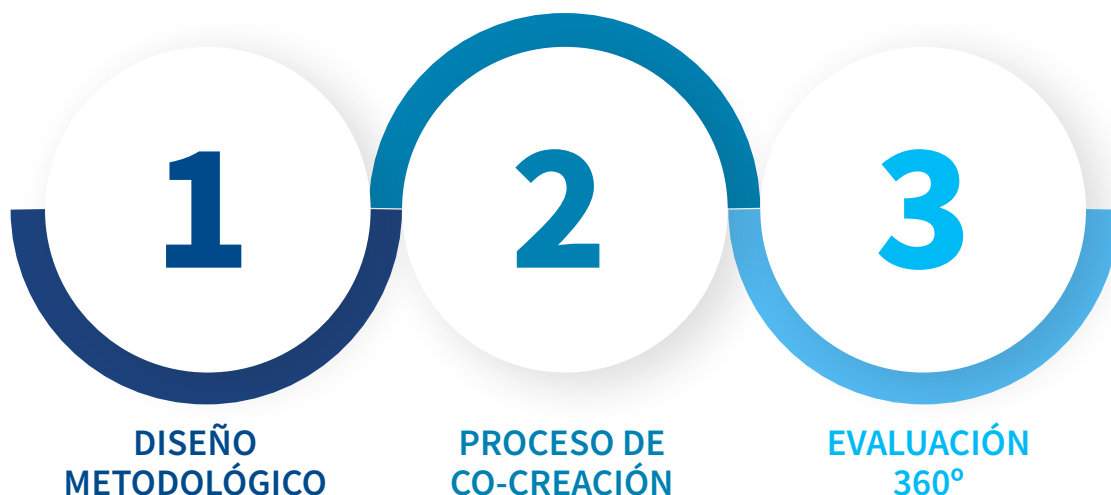 1
DISEÑO
METODOLÓGICO
2
PROCESO DE
CO-CREACIÓN
3
EVALUACIÓN
360º